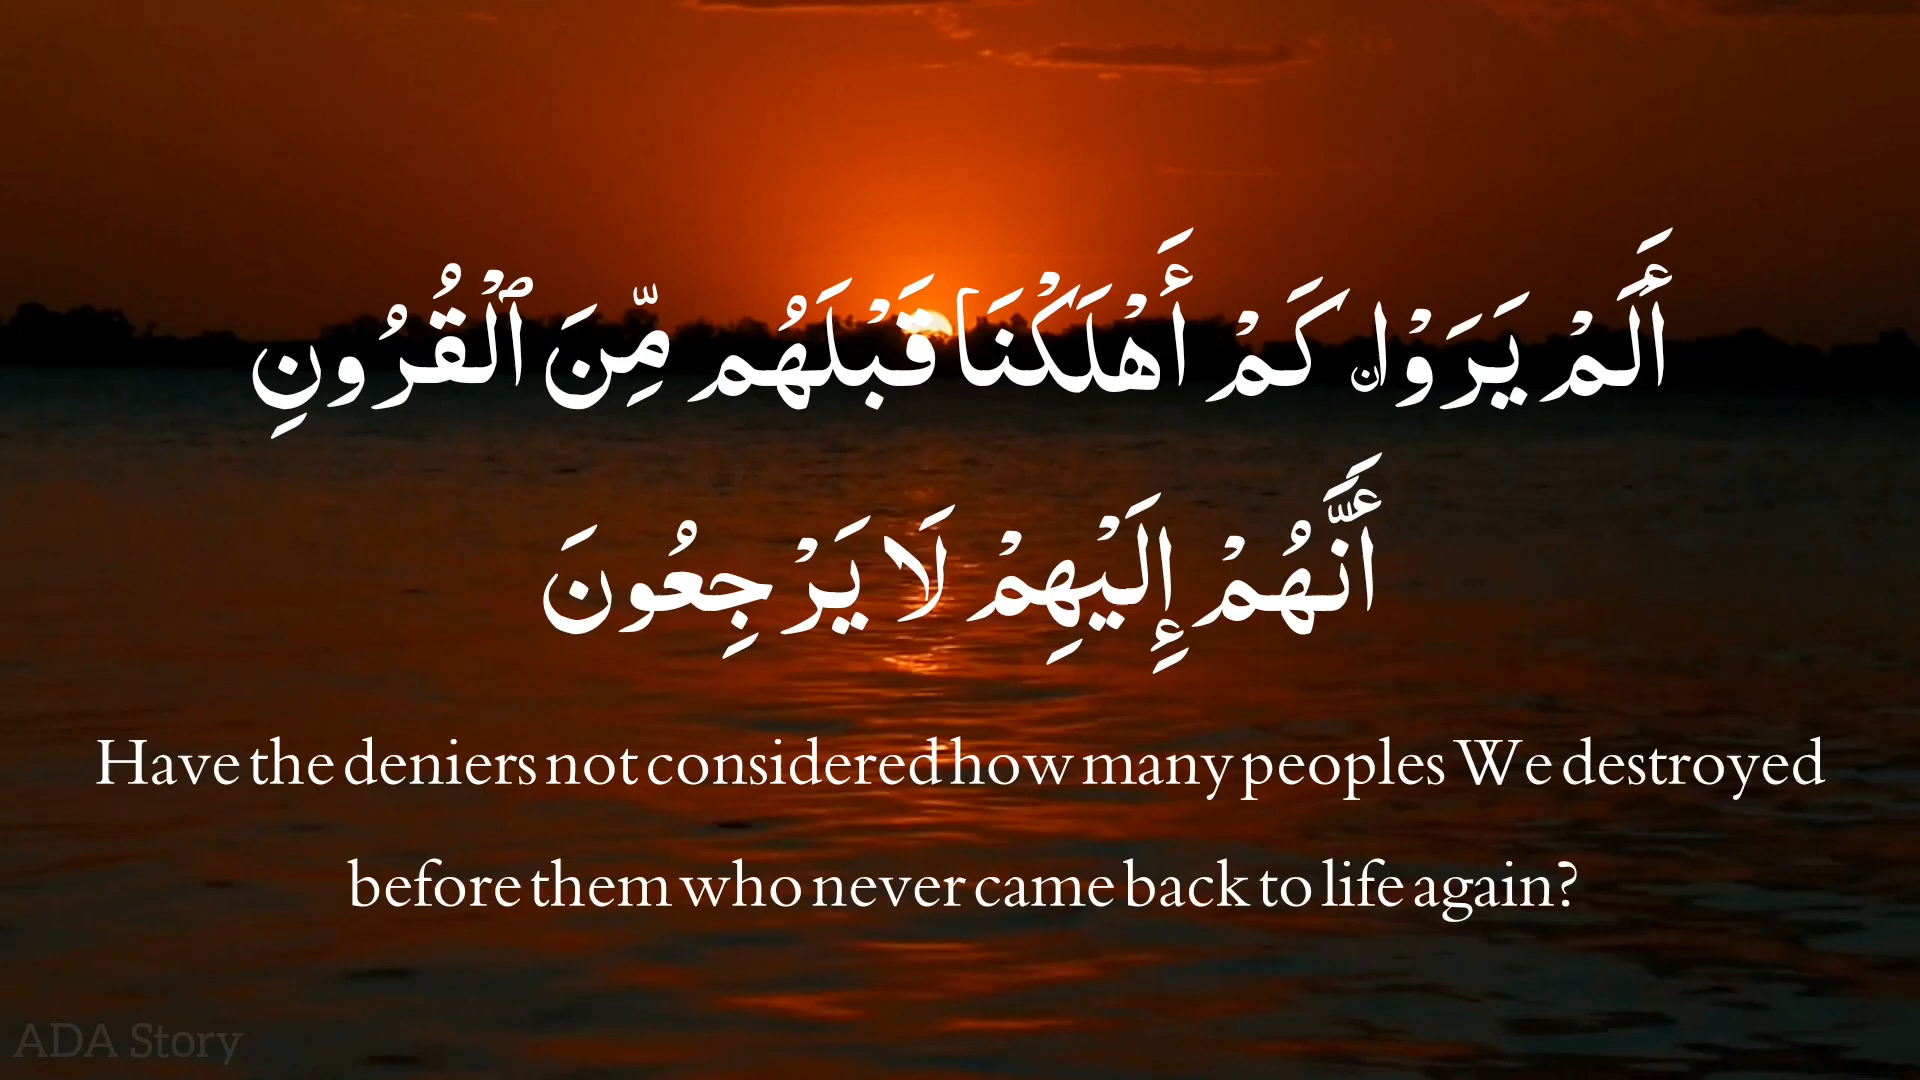 أَلَمْ يَرَوْا۟ كَمْ أَهْلَكْنَا قَبْلَهُم مِّنَ ٱلْقُرُونِ
أَنَّهُمْ إِلَيْهِمْ لَا يَرْجِعُونَ
Have the deniers not considered how many peoples We destroyed
before them who never came back to life again?
ADA Story